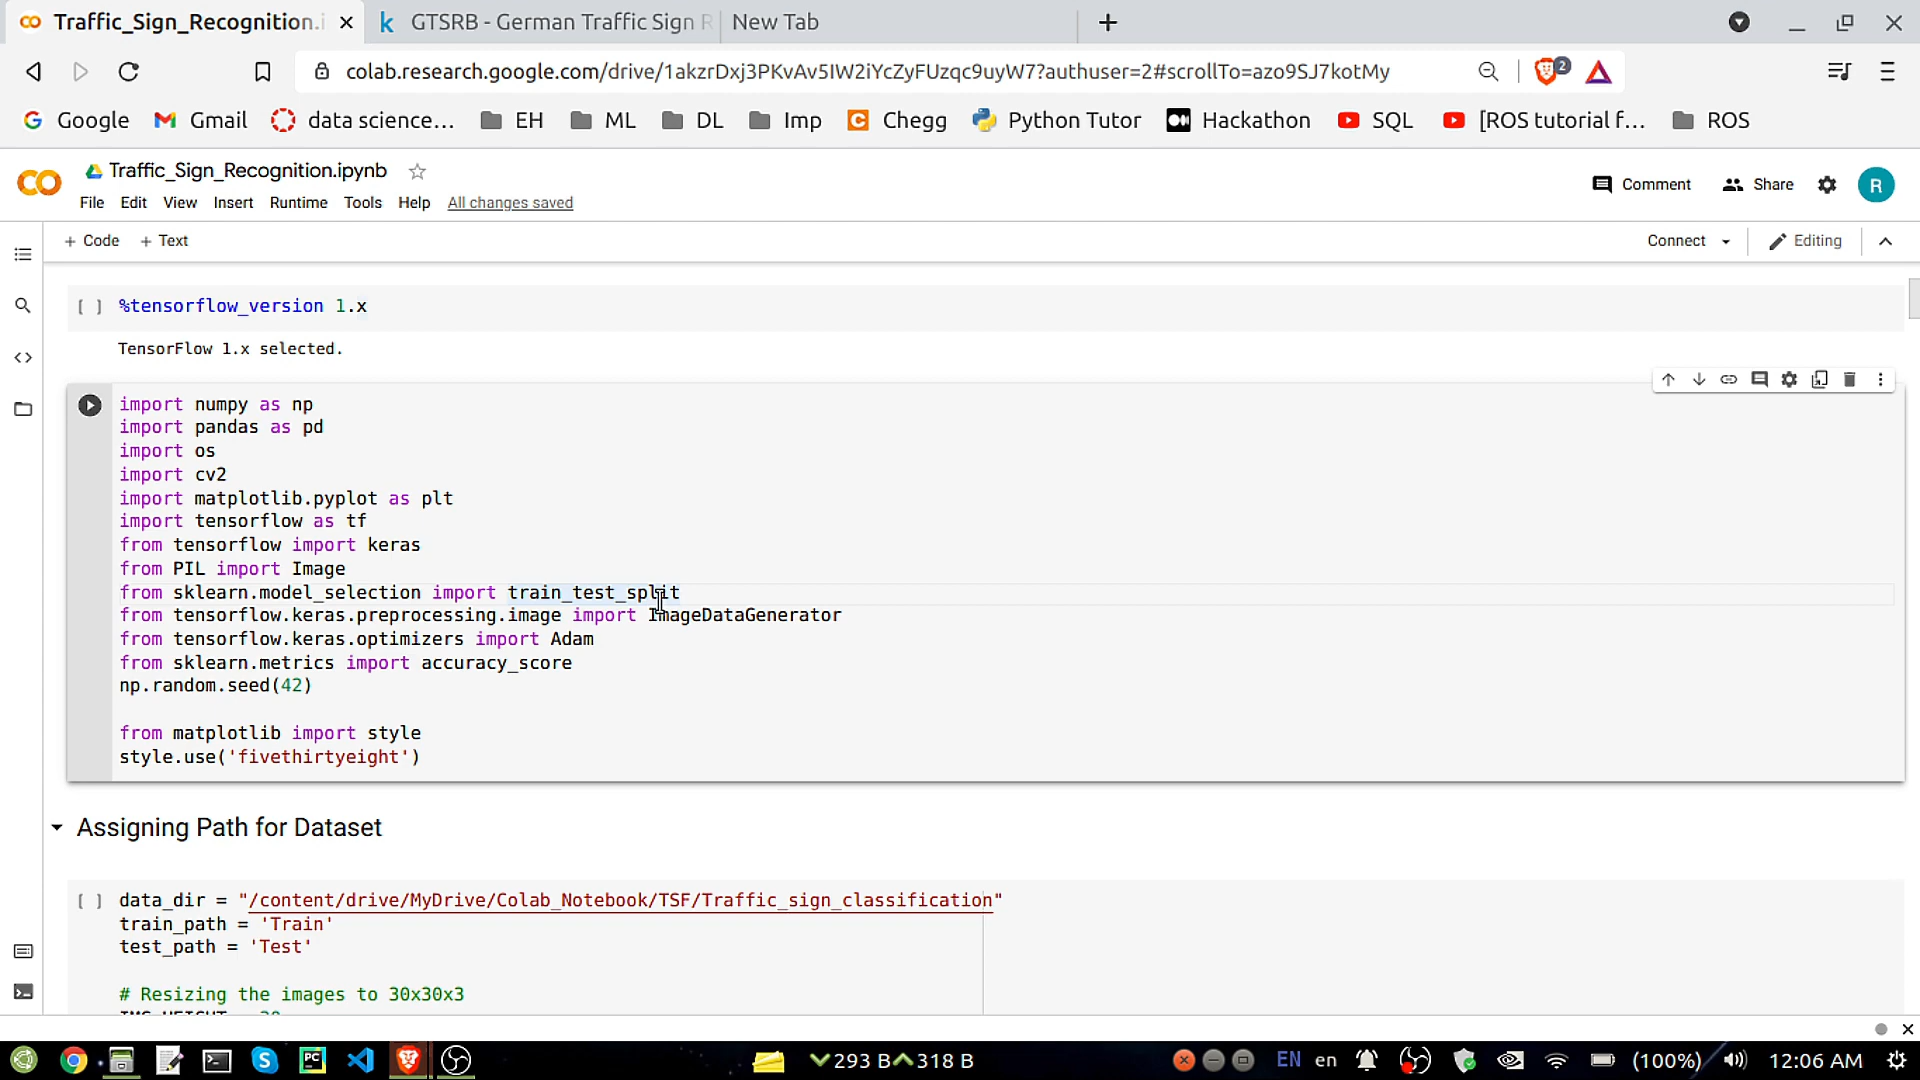 Traffic_Sign_Recognition.i
GTSRB - German Traffic Sign R
New Tab
colab.research.google.com/drive/1akzrDxj3PKvAv5IW2iYcZyFUzqc9uyW7?authuser=2#scrollTo=azo9SJ7kotMy
2
Google Gmail data science… EH ML DL Imp Chegg Python Tutor Hackathon SQL [ROS tutorial f… ROS
Traffic_Sign_Recognition.ipynb
Comment Share R
File Edit View Insert Runtime Tools Help All changes saved
+ Code + Text Connect Editing
[ ] %tensorflow_version 1.x
TensorFlow 1.x selected.
import numpy as np
import pandas as pd
import os
import cv2
import matplotlib.pyplot as plt
import tensorflow as tf
from tensorflow import keras
from PIL import Image
from sklearn.model_selection import train_test_split
from tensorflow.keras.preprocessing.image import ImageDataGenerator
from tensorflow.keras.optimizers import Adam
from sklearn.metrics import accuracy_score
np.random.seed(42)
from matplotlib import style
style.use('fivethirtyeight')
Assigning Path for Dataset
[ ] data_dir = "/content/drive/MyDrive/Colab_Notebook/TSF/Traffic_sign_classification"
train_path = 'Train'
test_path = 'Test'
# Resizing the images to 30x30x3
IMG_HEIGHT = 30
293 B 318 B EN en (100%) 12:06 AM